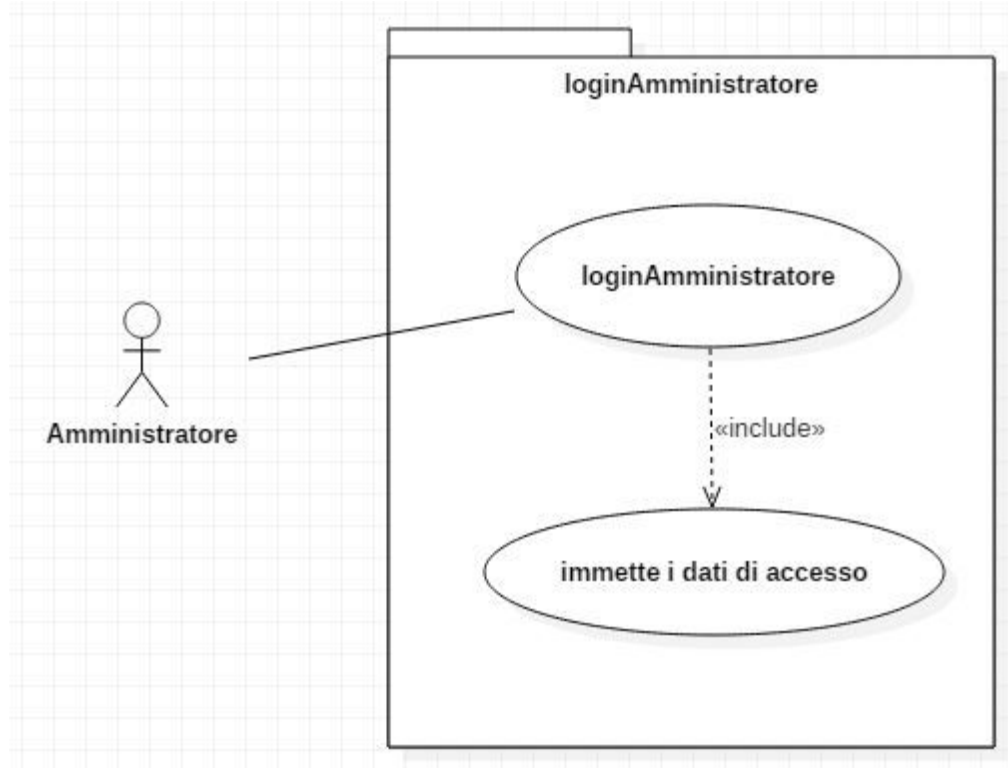 loginAmministratore
loginAmministratore
Amministratore
«include»
immette i dati di accesso